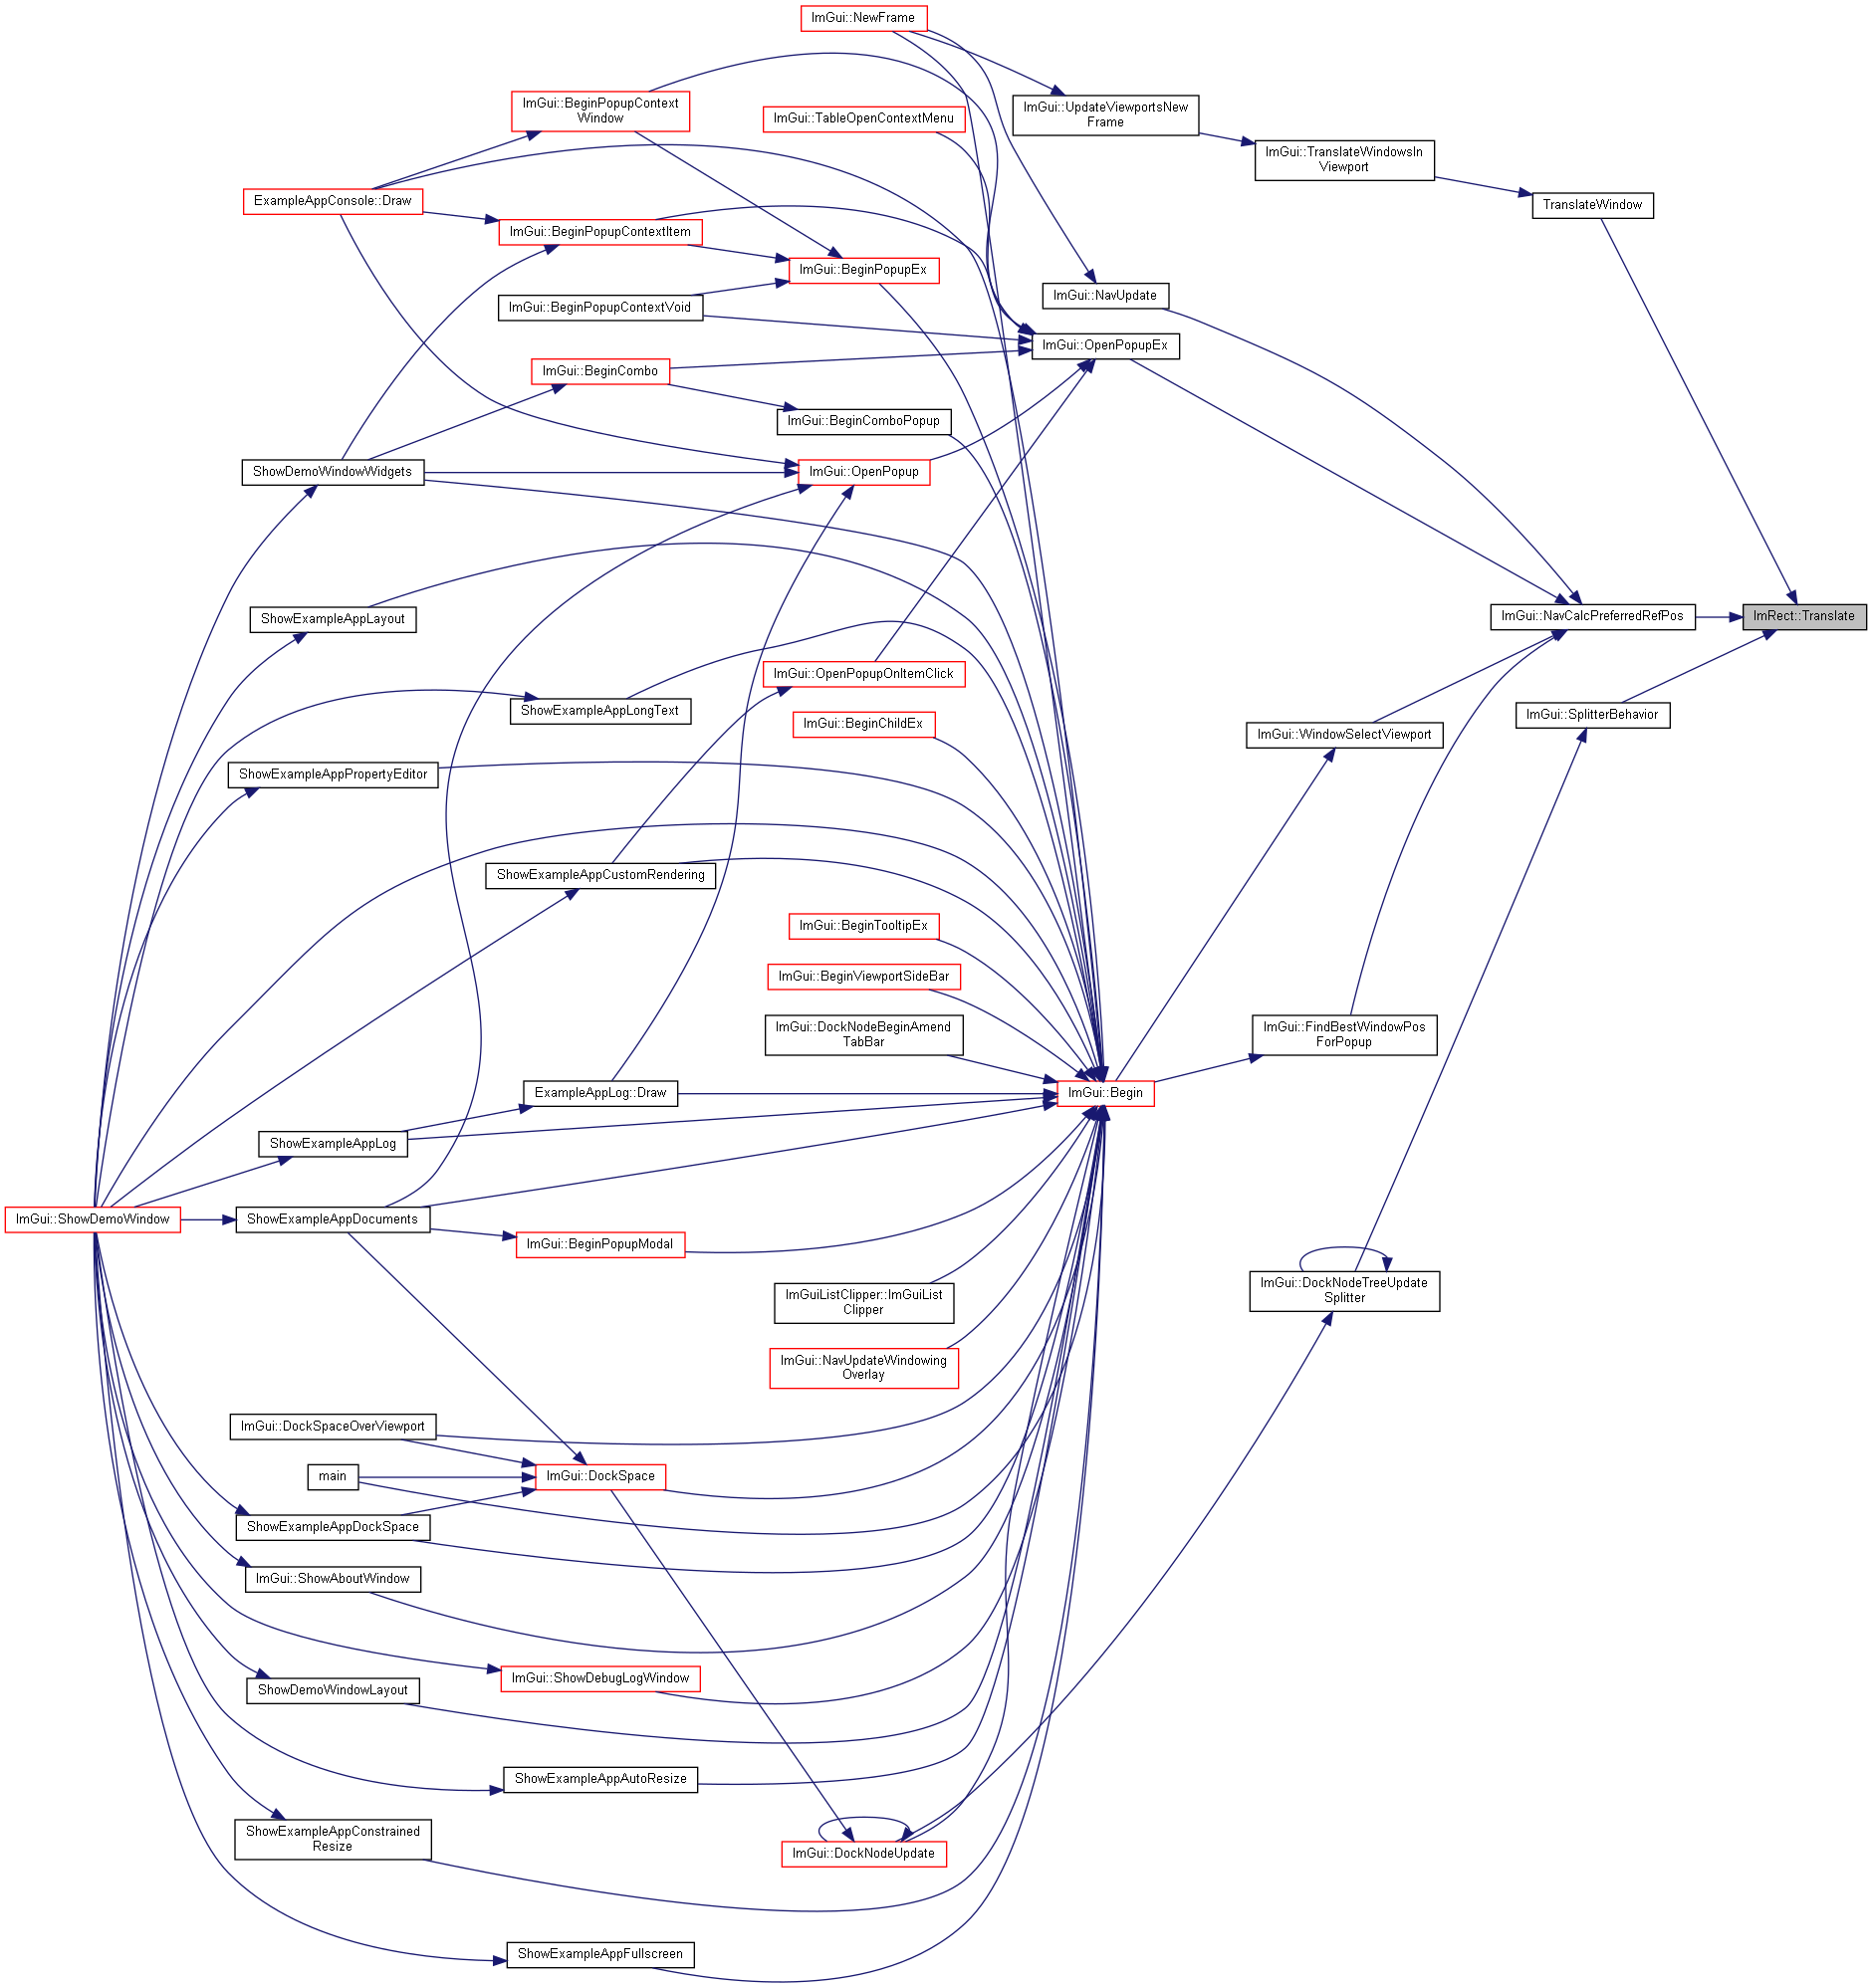 ImGui::NewFrame
ImGui::BeginPopupContext
Window
ImGui::TableOpenContextMenu
ImGui::UpdateViewportsNew
Frame
ImGui::TranslateWindowsIn
Viewport
ExampleAppConsole::Draw
TranslateWindow
ImGui::BeginPopupContextItem
ImGui::BeginPopupEx
ImGui::BeginPopupContextVoid
ImGui::NavUpdate
ImGui::OpenPopupEx
ImGui::BeginCombo
ImGui::BeginComboPopup
ShowDemoWindowWidgets
ImGui::OpenPopup
ShowExampleAppLayout
ImGui::NavCalcPreferredRefPos
ImRect::Translate
ImGui::OpenPopupOnItemClick
ShowExampleAppLongText
ImGui::SplitterBehavior
ImGui::BeginChildEx
ImGui::WindowSelectViewport
ShowExampleAppPropertyEditor
ShowExampleAppCustomRendering
ImGui::BeginTooltipEx
ImGui::BeginViewportSideBar
ImGui::DockNodeBeginAmend
TabBar
ImGui::FindBestWindowPos
ForPopup
ExampleAppLog::Draw
ImGui::Begin
ShowExampleAppLog
ImGui::ShowDemoWindow
ShowExampleAppDocuments
ImGui::BeginPopupModal
ImGui::DockNodeTreeUpdate
Splitter
ImGuiListClipper::ImGuiList
Clipper
ImGui::NavUpdateWindowing
Overlay
ImGui::DockSpaceOverViewport
main
ImGui::DockSpace
ShowExampleAppDockSpace
ImGui::ShowAboutWindow
ImGui::ShowDebugLogWindow
ShowDemoWindowLayout
ShowExampleAppAutoResize
ShowExampleAppConstrained
Resize
ImGui::DockNodeUpdate
ShowExampleAppFullscreen